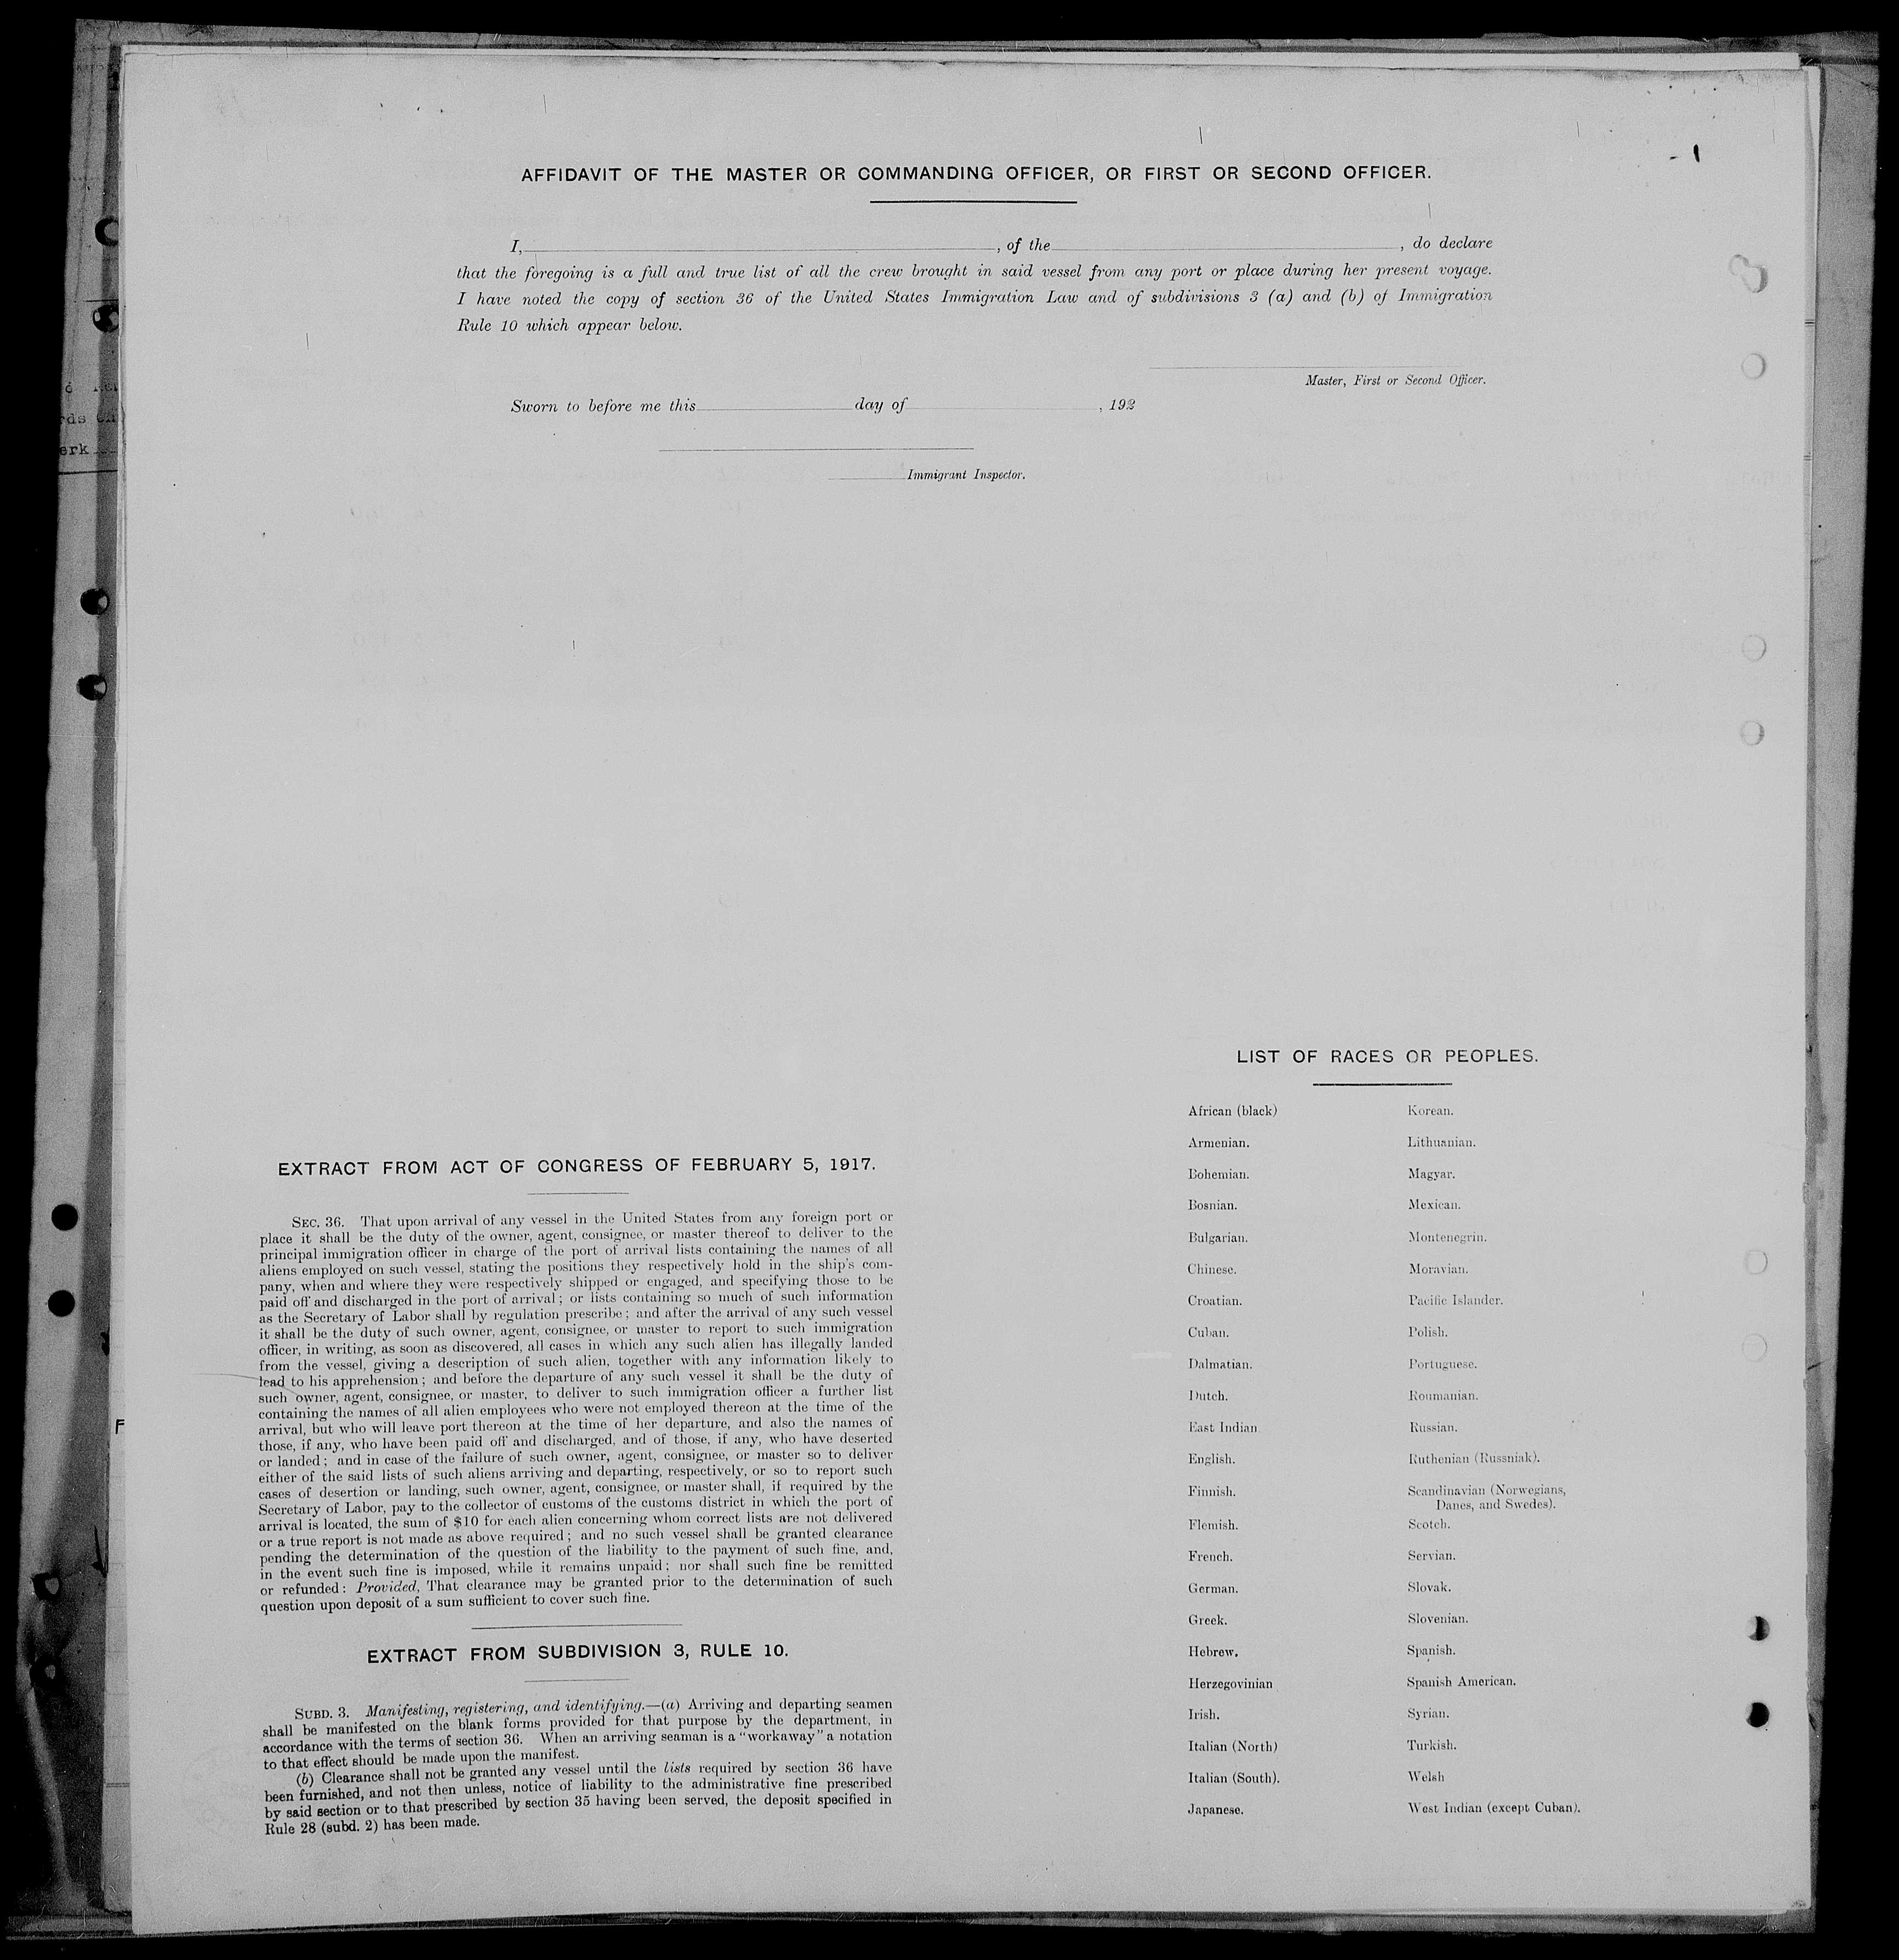 AFFIDAVIT OF THE MASTER OR COMMANDING OFFICER, OR FIRST OR SECOND OFFICER.
I, , of the , do declare
that the foregoing is a full and true list of all the crew brought in said vessel from any port or place during her present voyage.
I have noted the copy of section 36 of the United States Immigration Law and of subdivisions 3 (a) and (b) of Immigration
Rule 10 which appear below.
Master, First or Second Officer.
Sworn to before me this day of , 192
Immigrant Inspector.
EXTRACT FROM ACT OF CONGRESS OF FEBRUARY 5, 1917.
SEC. 36. That upon arrival of any vessel in the United States from any foreign port or
place it shall be the duty of the owner, agent, consignee, or master thereof to deliver to the
principal immigration officer in charge of the port of arrival lists containing the names of all
aliens employed on such vessel, stating the positions they respectively hold in the ship's com-
pany, when and where they were respectively shipped or engaged, and specifying those to be
paid off and discharged in the port of arrival; or lists containing so much of such information
as the Secretary of Labor shall by regulation prescribe; and after the arrival of any such vessel
it shall be the duty of such owner, agent, consignee, or master to report to such immigration
officer, in writing, as soon as discovered, all cases in which any such alien has illegally landed
from the vessel, giving a description of such alien, together with any information likely to
lead to his apprehension; and before the departure of any such vessel it shall be the duty of
such owner, agent, consignee, or master, to deliver to such immigration officer a further list
containing the names of all alien employees who were not employed thereon at the time of the
arrival, but who will leave port thereon at the time of her departure, and also the names of
those, if any, who have been paid off and discharged, and of those, if any, who have deserted
or landed; and in case of the failure of such owner, agent, consignee, or master so to deliver
either of the said lists of such aliens arriving and departing, respectively, or so to report such
cases of desertion or landing, such owner, agent, consignee, or master shall, if required by the
Secretary of Labor, pay to the collector of customs of the customs district in which the port of
arrival is located, the sum of $10 for each alien concerning whom correct lists are not delivered
or a true report is not made as above required; and no such vessel shall be granted clearance
pending the determination of the question of the liability to the payment of such fine, and,
in the event such fine is imposed, while it remains unpaid; nor shall such fine be remitted
or refunded: Provided, That clearance may be granted prior to the determination of such
question upon deposit of a sum sufficient to cover such fine.
EXTRACT FROM SUBDIVISION 3, RULE 10.
SUBD. 3. Manifesting, registering, and identifying.—(a) Arriving and departing seamen
shall be manifested on the blank forms provided for that purpose by the department, in
accordance with the terms of section 36. When an arriving seaman is a "workaway" a notation
to that effect should be made upon the manifest.
(b) Clearance shall not be granted any vessel until the lists required by section 36 have
been furnished, and not then unless, notice of liability to the administrative fine prescribed
by said section or to that prescribed by section 35 having been served, the deposit specified in
Rule 28 (subd. 2) has been made.
LIST OF RACES OR PEOPLES.
African (black)
Armenian.
Bohemian.
Bosnian.
Bulgarian.
Chinese.
Croatian.
Cuban.
Dalmatian.
Dutch.
East Indian
English.
Finnish.
Flemish.
French.
German.
Greek.
Hebrew.
Herzegovinian
Irish.
Italian (North)
Italian (South).
Japanese.
Korean.
Lithuanian.
Magyar.
Mexican.
Montenegrin.
Moravian.
Pacific Islander.
Polish.
Portuguese.
Roumanian.
Russian.
Ruthenian (Russniak).
Scandinavian (Norwegians,
Danes, and Swedes).
Scotch.
Servian.
Slovak.
Slovenian.
Spanish.
Spanish American.
Syrian.
Turkish.
Welsh
West Indian (except Cuban).